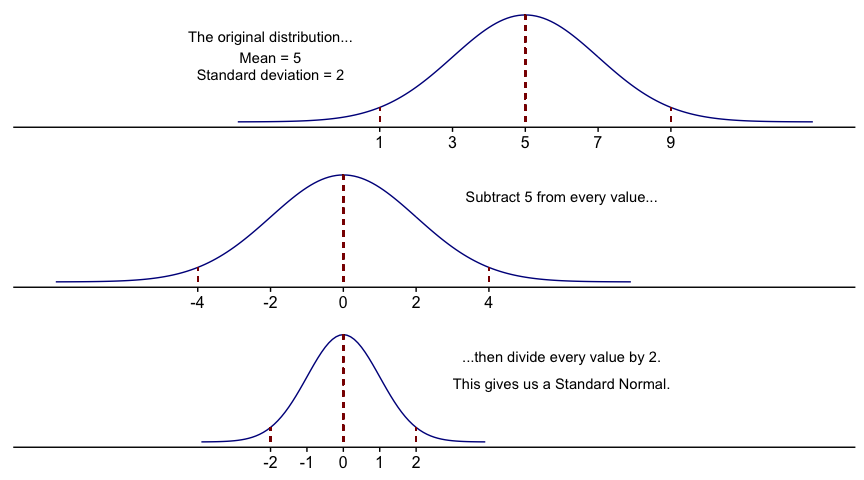 The original distribution...
Mean = 5
Standard deviation = 2
1 3 5 7 9
Subtract 5 from every value...
-4 -2 0 2 4
...then divide every value by 2.
This gives us a Standard Normal.
-2 -1 0 1 2